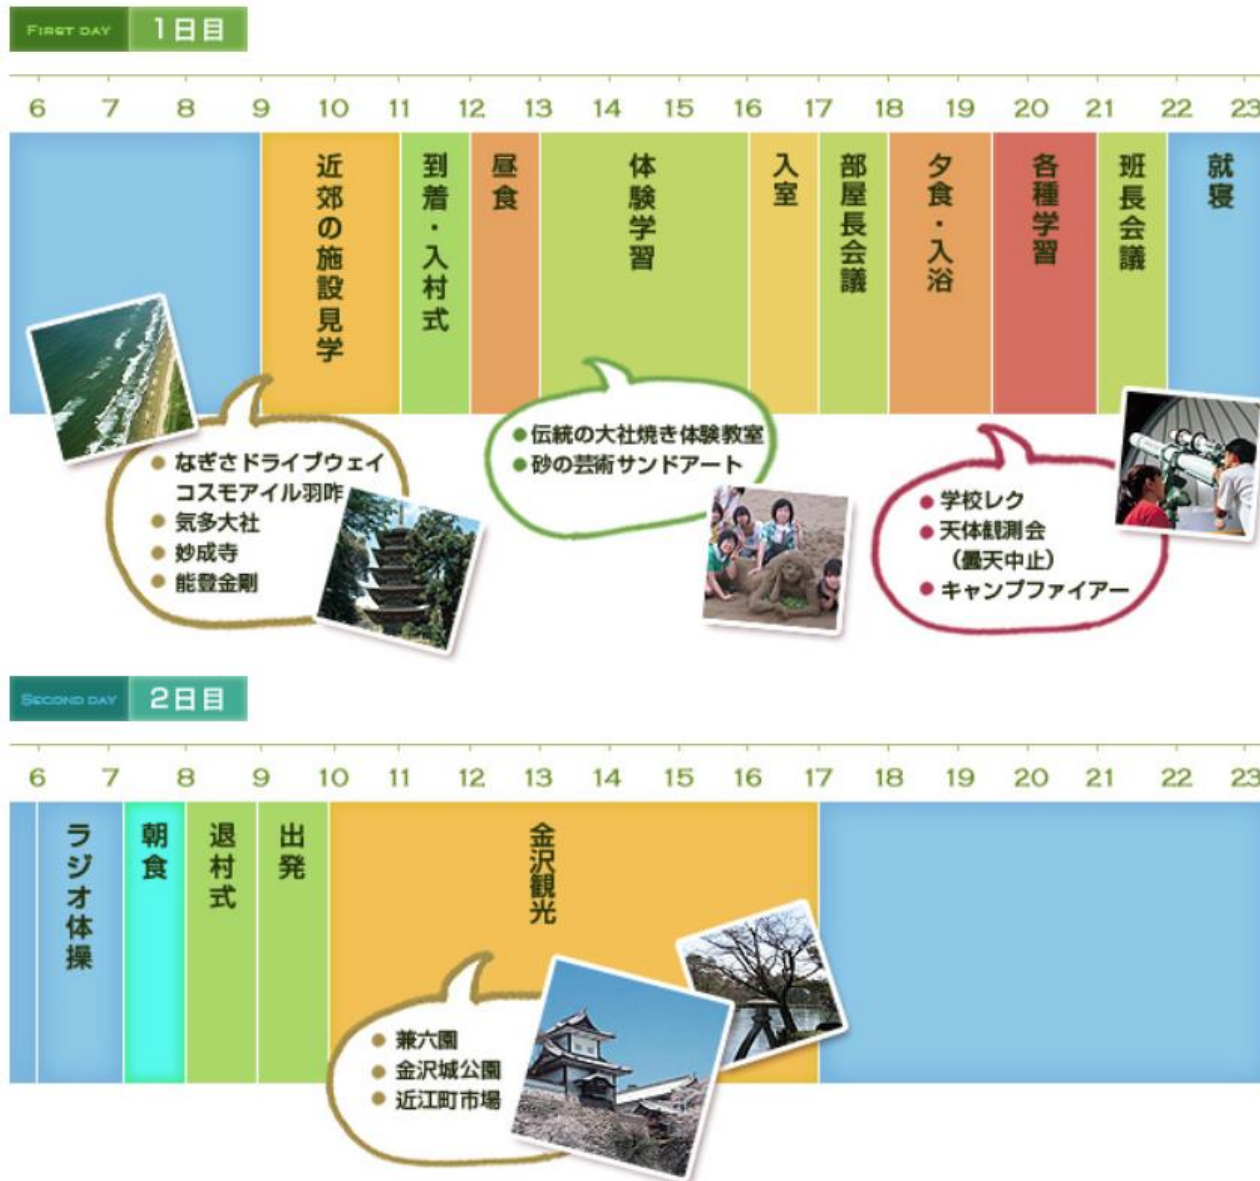 FIRST DAY 1日目
6 7 8 9 10 11 12 13 14 15 16 17 18 19 20 21 22 23
近郊の施設見学
到着・入村式
昼食
体験学習
入室
部屋長会議
夕食・入浴
各種学習
班長会議
就寝
なぎさドライブウェイ
コスモアイル羽咋
気多大社
妙成寺
能登金剛
伝統の大社焼き体験教室
砂の芸術サンドアート
学校レク
天体観測会
(曇天中止)
キャンプファイアー
SECOND DAY 2日目
6 7 8 9 10 11 12 13 14 15 16 17 18 19 20 21 22 23
ラジオ体操
朝食
退村式
出発
金沢観光
兼六園
金沢城公園
近江町市場